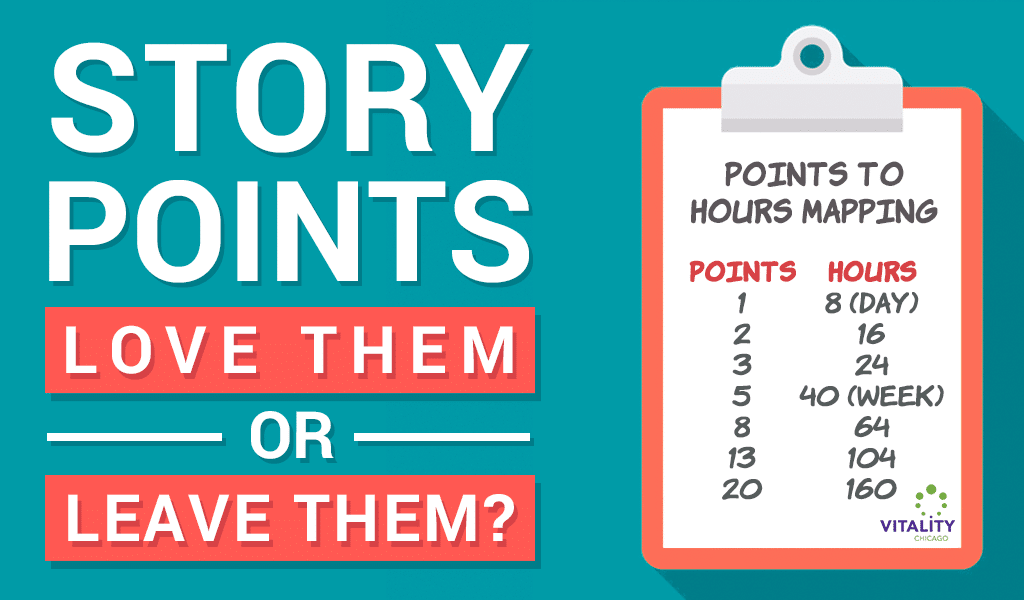 STORY
POINTS
LOVE THEM
OR
LEAVE THEM?
POINTS TO
HOURS MAPPING
POINTS HOURS
1 8 (DAY)
2 16
3 24
5 40 (WEEK)
8 64
13 104
20 160
VITALITY
CHICAGO